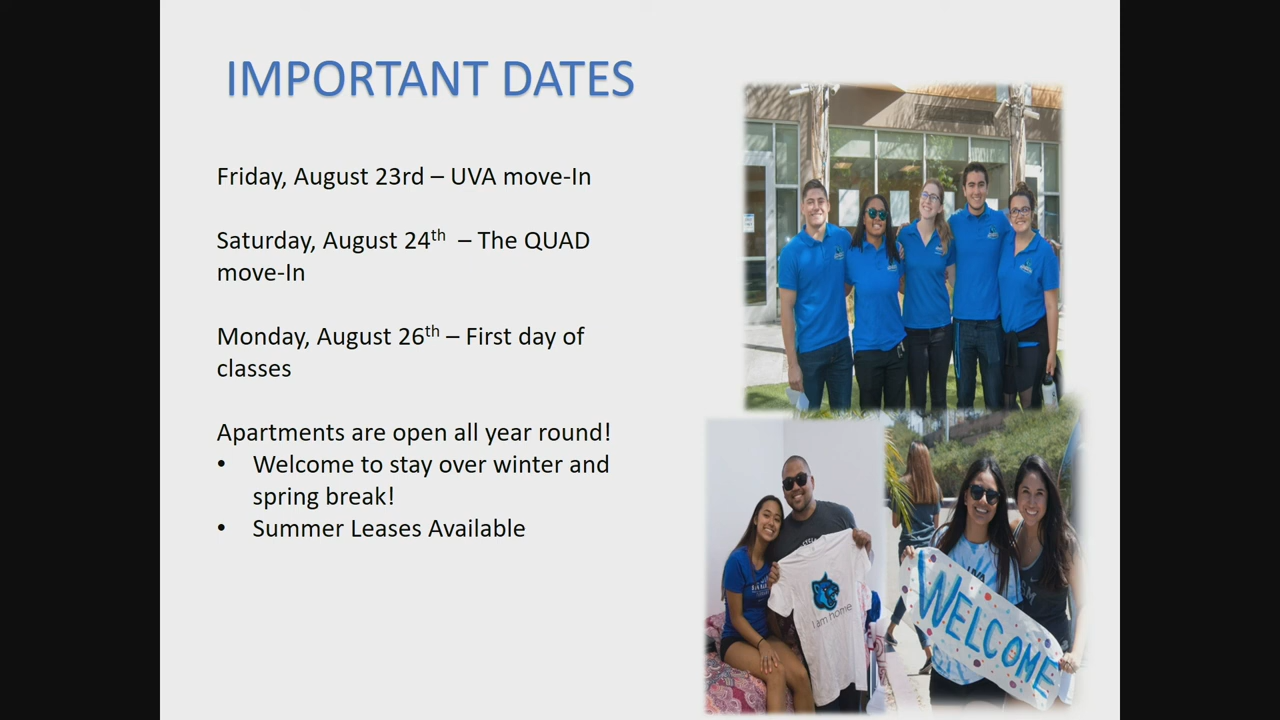 IMPORTANT DATES
Friday, August 23rd – UVA move-In
Saturday, August 24th – The QUAD
move-In
Monday, August 26th – First day of
classes
Apartments are open all year round!
• Welcome to stay over winter and
spring break!
• Summer Leases Available
I am home
UVA
WELCOME